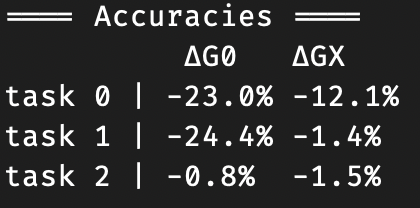 ════ Accuracies ════
ΔG0 ΔGX
task 0 | -23.0% -12.1%
task 1 | -24.4% -1.4%
task 2 | -0.8% -1.5%